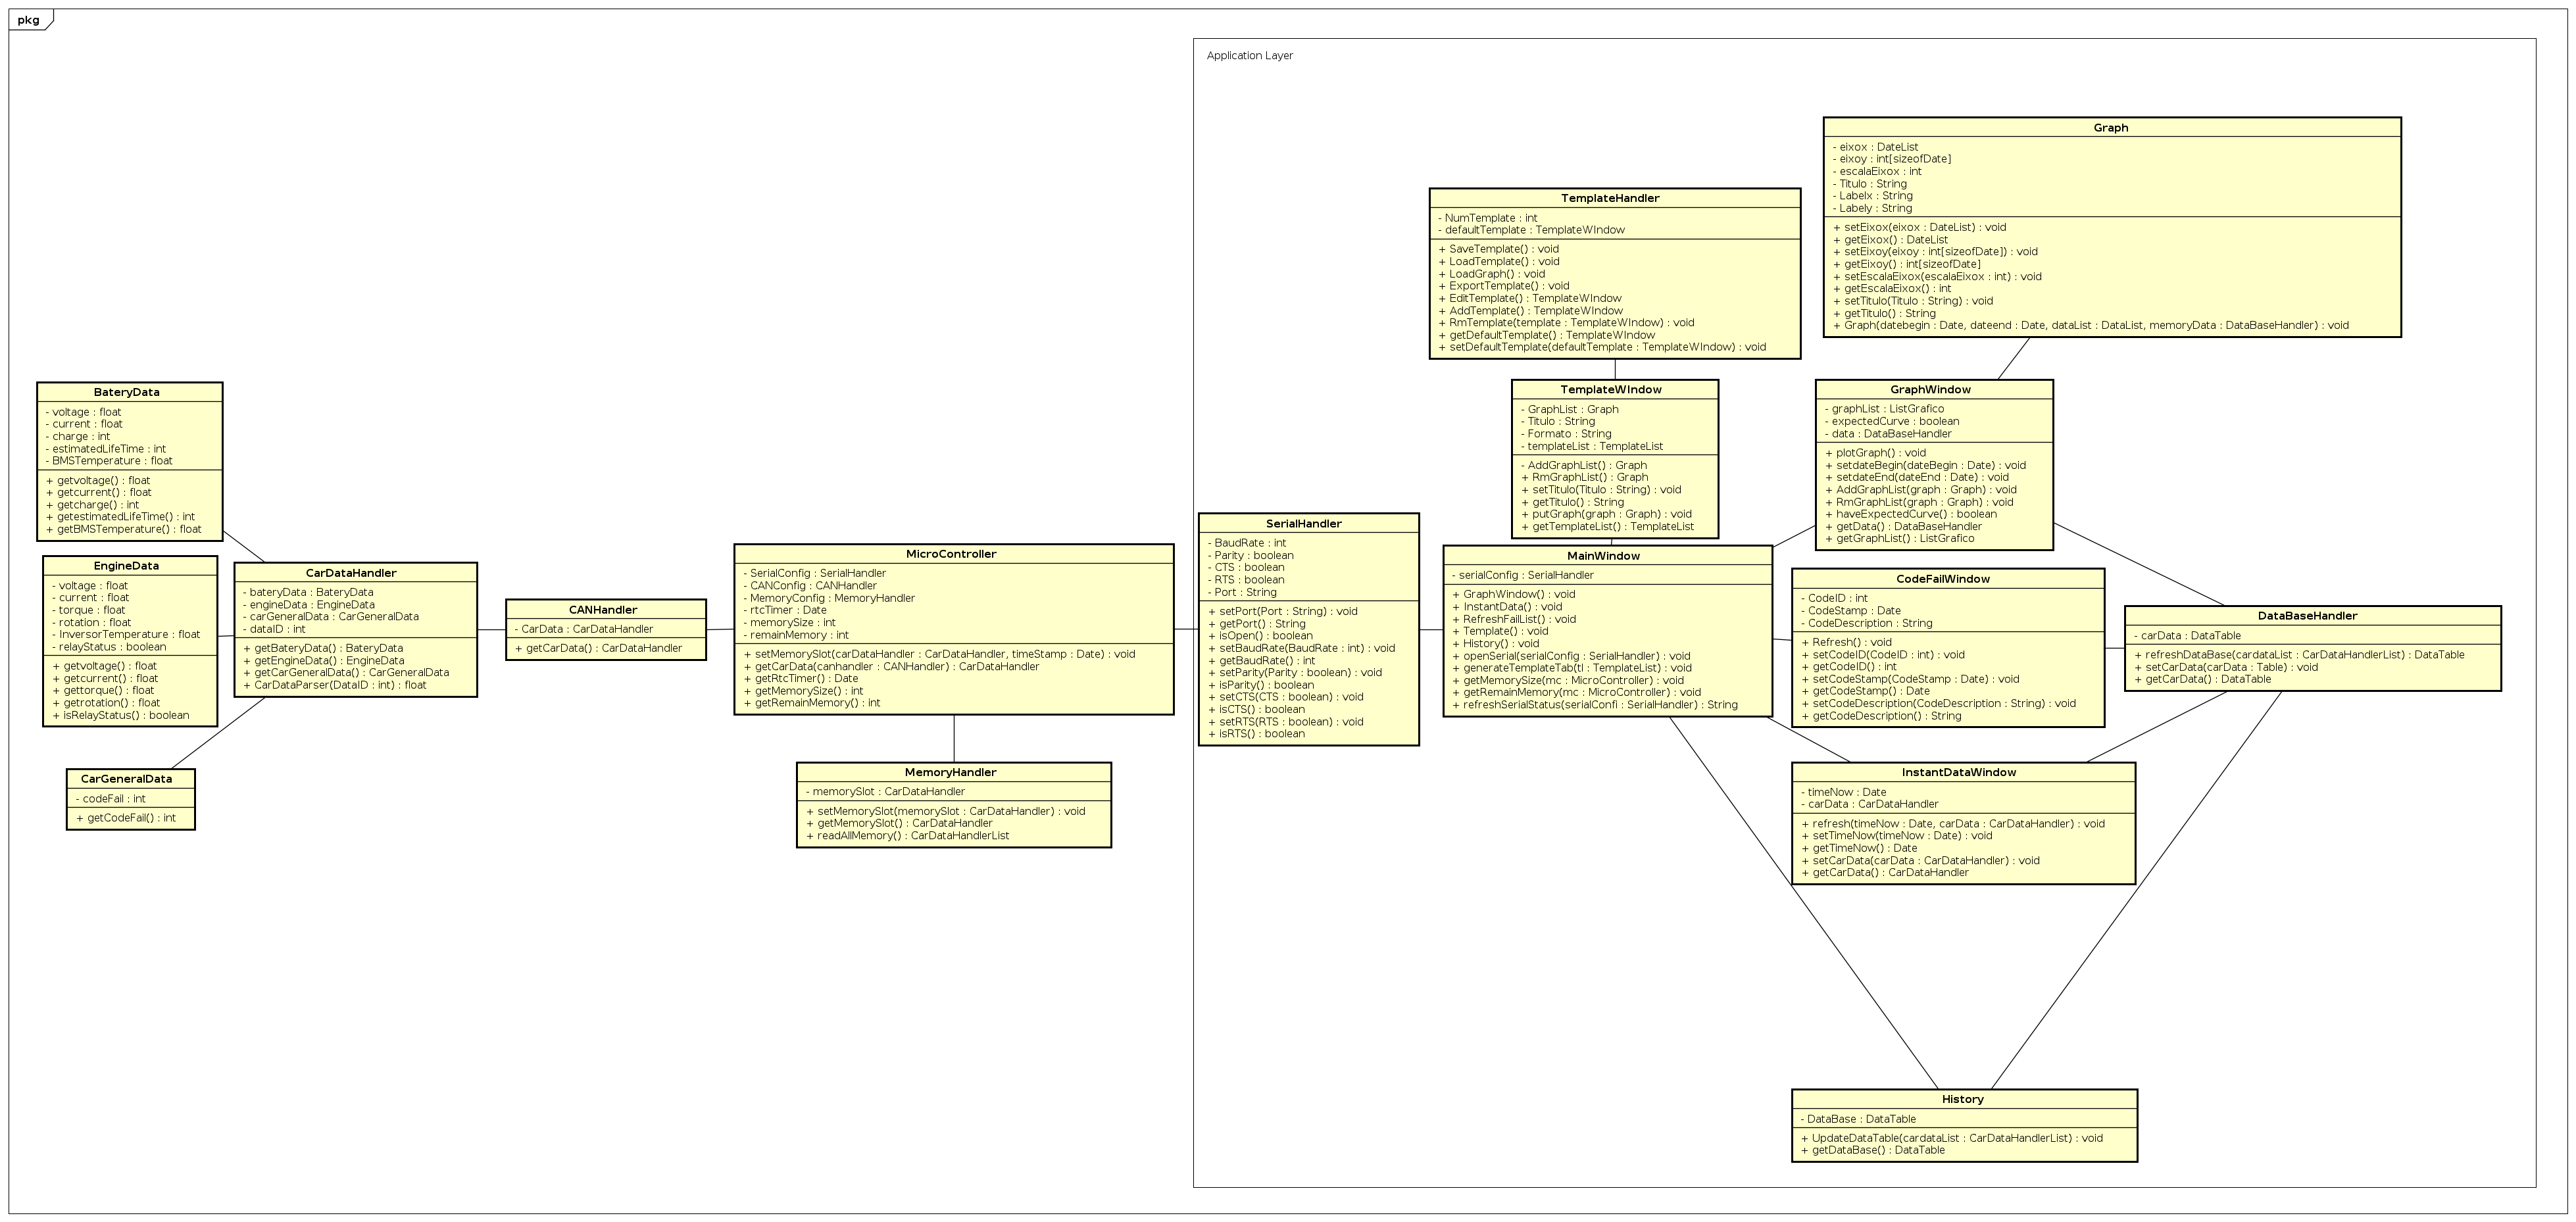 pkg
Application Layer
BateryData
- voltage : float
- current : float
- charge : int
- estimatedLifeTime : int
- BMSTemperature : float
+ getvoltage() : float
+ getcurrent() : float
+ getcharge() : int
+ getestimatedLifeTime() : int
+ getBMSTemperature() : float
EngineData
- voltage : float
- current : float
- torque : float
- rotation : float
- InversorTemperature : float
- relayStatus : boolean
+ getvoltage() : float
+ getcurrent() : float
+ gettorque() : float
+ getrotation() : float
+ isRelayStatus() : boolean
CarGeneralData
- codeFail : int
+ getCodeFail() : int
CarDataHandler
- bateryData : BateryData
- engineData : EngineData
- carGeneralData : CarGeneralData
- dataID : int
+ getBateryData() : BateryData
+ getEngineData() : EngineData
+ getCarGeneralData() : CarGeneralData
+ CarDataParser(DataID : int) : float
CANHandler
- CarData : CarDataHandler
+ getCarData() : CarDataHandler
MicroController
- SerialConfig : SerialHandler
- CANConfig : CANHandler
- MemoryConfig : MemoryHandler
- rtcTimer : Date
- memorySize : int
- remainMemory : int
+ setMemorySlot(carDataHandler : CarDataHandler, timeStamp : Date) : void
+ getCarData(canhandler : CANHandler) : CarDataHandler
+ getRtcTimer() : Date
+ getMemorySize() : int
+ getRemainMemory() : int
MemoryHandler
- memorySlot : CarDataHandler
+ setMemorySlot(memorySlot : CarDataHandler) : void
+ getMemorySlot() : CarDataHandler
+ readAllMemory() : CarDataHandlerList
SerialHandler
- BaudRate : int
- Parity : boolean
- CTS : boolean
- RTS : boolean
- Port : String
+ setPort(Port : String) : void
+ getPort() : String
+ isOpen() : boolean
+ setBaudRate(BaudRate : int) : void
+ getBaudRate() : int
+ setParity(Parity : boolean) : void
+ isParity() : boolean
+ setCTS(CTS : boolean) : void
+ isCTS() : boolean
+ setRTS(RTS : boolean) : void
+ isRTS() : boolean
TemplateHandler
- NumTemplate : int
- defaultTemplate : TemplateWIndow
+ SaveTemplate() : void
+ LoadTemplate() : void
+ LoadGraph() : void
+ ExportTemplate() : void
+ EditTemplate() : TemplateWIndow
+ AddTemplate() : TemplateWIndow
+ RmTemplate(template : TemplateWIndow) : void
+ getDefaultTemplate() : TemplateWIndow
+ setDefaultTemplate(defaultTemplate : TemplateWIndow) : void
TemplateWIndow
- GraphList : Graph
- Titulo : String
- Formato : String
- templateList : TemplateList
- AddGraphList() : Graph
+ RmGraphList() : Graph
+ setTitulo(Titulo : String) : void
+ getTitulo() : String
+ putGraph(graph : Graph) : void
+ getTemplateList() : TemplateList
MainWindow
- serialConfig : SerialHandler
+ GraphWindow() : void
+ InstantData() : void
+ RefreshFailList() : void
+ Template() : void
+ History() : void
+ openSerial(serialConfig : SerialHandler) : void
+ generateTemplateTab(tl : TemplateList) : void
+ getMemorySize(mc : MicroController) : void
+ getRemainMemory(mc : MicroController) : void
+ refreshSerialStatus(serialConfi : SerialHandler) : String
Graph
- eixox : DateList
- eixoy : int[sizeofDate]
- escalaEixox : int
- Titulo : String
- Labelx : String
- Labely : String
+ setEixox(eixox : DateList) : void
+ getEixox() : DateList
+ setEixoy(eixoy : int[sizeofDate]) : void
+ getEixoy() : int[sizeofDate]
+ setEscalaEixox(escalaEixox : int) : void
+ getEscalaEixox() : int
+ setTitulo(Titulo : String) : void
+ getTitulo() : String
+ Graph(datebegin : Date, dateend : Date, dataList : DataList, memoryData : DataBaseHandler) : void
GraphWindow
- graphList : ListGrafico
- expectedCurve : boolean
- data : DataBaseHandler
+ plotGraph() : void
+ setdateBegin(dateBegin : Date) : void
+ setdateEnd(dateEnd : Date) : void
+ AddGraphList(graph : Graph) : void
+ RmGraphList(graph : Graph) : void
+ haveExpectedCurve() : boolean
+ getData() : DataBaseHandler
+ getGraphList() : ListGrafico
CodeFailWindow
- CodeID : int
- CodeStamp : Date
- CodeDescription : String
+ Refresh() : void
+ setCodeID(CodeID : int) : void
+ getCodeID() : int
+ setCodeStamp(CodeStamp : Date) : void
+ getCodeStamp() : Date
+ setCodeDescription(CodeDescription : String) : void
+ getCodeDescription() : String
DataBaseHandler
- carData : DataTable
+ refreshDataBase(cardataList : CarDataHandlerList) : DataTable
+ setCarData(carData : Table) : void
+ getCarData() : DataTable
InstantDataWindow
- timeNow : Date
- carData : CarDataHandler
+ refresh(timeNow : Date, carData : CarDataHandler) : void
+ setTimeNow(timeNow : Date) : void
+ getTimeNow() : Date
+ setCarData(carData : CarDataHandler) : void
+ getCarData() : CarDataHandler
History
- DataBase : DataTable
+ UpdateDataTable(cardataList : CarDataHandlerList) : void
+ getDataBase() : DataTable